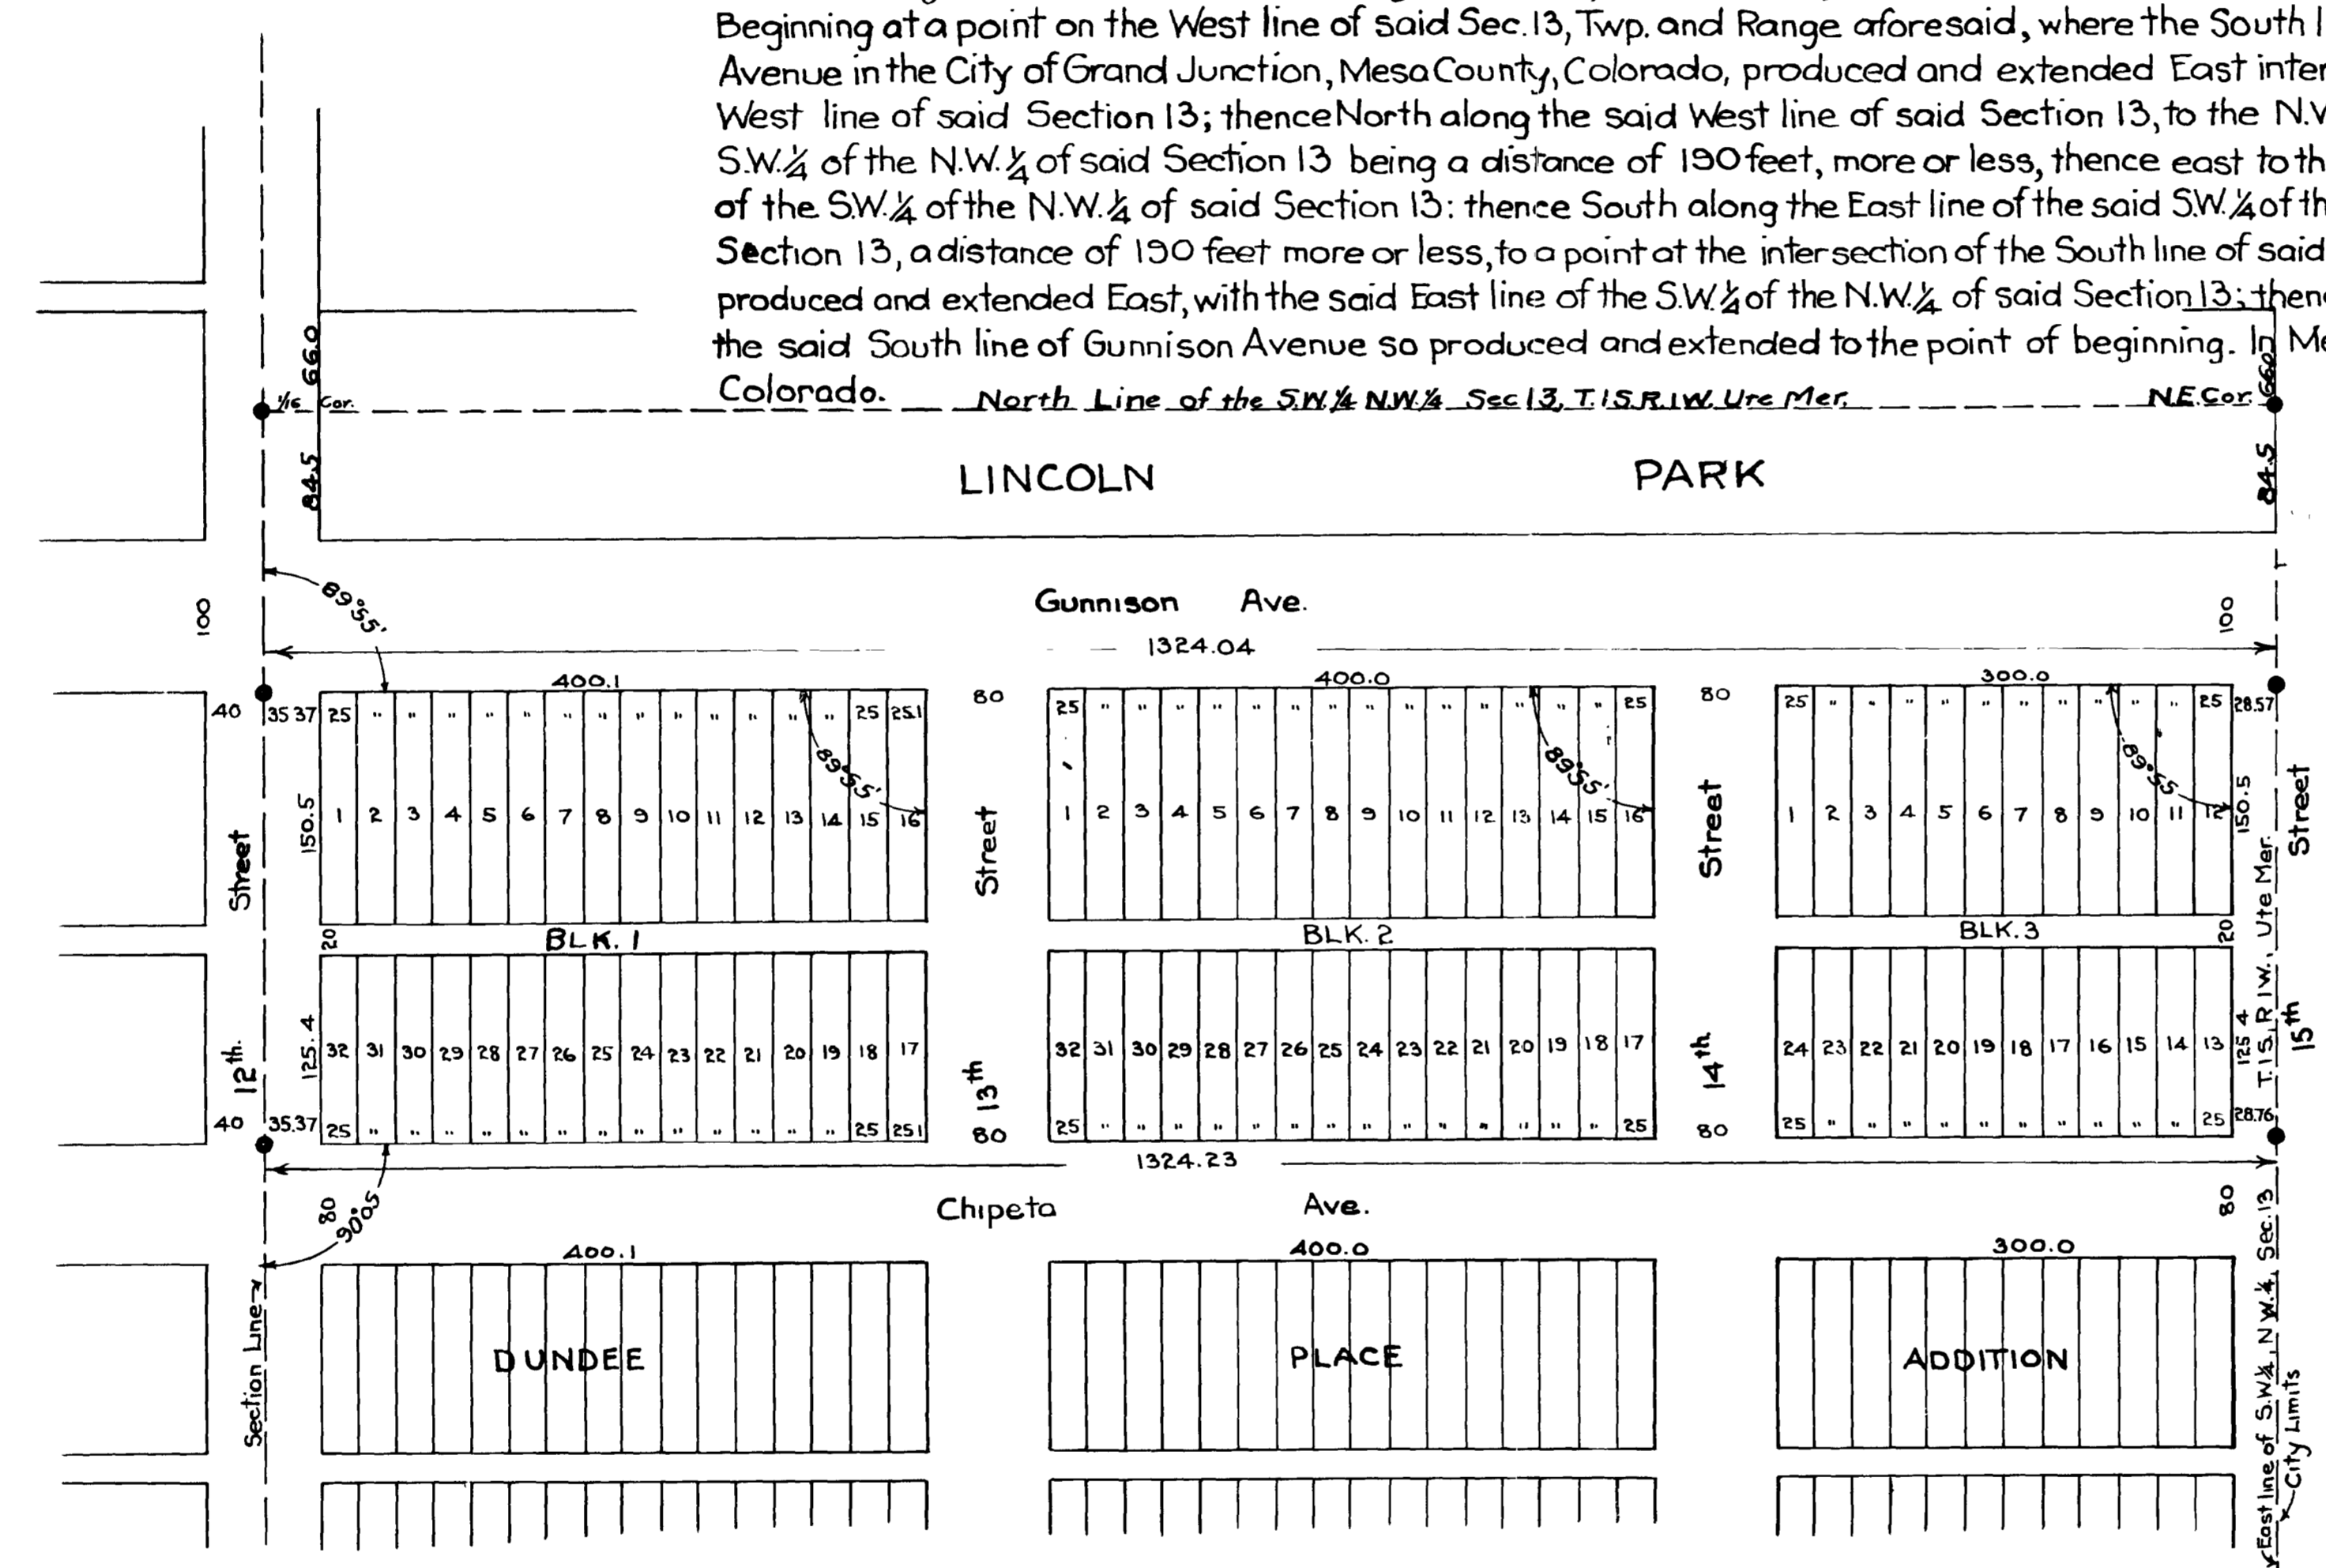 Beginning at a point on the West line of said Sec. 13, Twp. and Range aforesaid, where the South
Avenue in the City of Grand Junction, Mesa County, Colorado, produced and extended East
West line of said Section 13; thence North along the said West line of said Section 13, to the
S.W.¼ of the N.W.¼ of said Section 13 being a distance of 190 feet, more or less, thence east to
of the S.W.¼ of the N.W.¼ of said Section 13: thence South along the East line of the said S.W.¼ of
Section 13, a distance of 190 feet more or less, to a point at the intersection of the South line of said
produced and extended East, with the said East line of the S.W.¼ of the N.W.¼ of said Section 13;
the said South line of Gunnison Avenue so produced and extended to the point of beginning. In
Colorado.
66.0
66.0
1/16 Cor.
North Line of the S.W.¼ N.W.¼ Sec 13, T.1S.R.1W. Ute Mer.
N.E. Cor.
84.5
LINCOLN PARK
84.5
89°55'
100
Gunnison Ave.
100
1324.04
400.1
400.0
300.0
40 35 37 25 " " " " " " " " " " " " " 25 25.1
80
25 " " " " " " " " " " " " " " 25
80
25 " " " " " " " " " " 25 28.57
89°55'
89°55'
89°55'
150.5
1 2 3 4 5 6 7 8 9 10 11 12 13 14 15 16
1 2 3 4 5 6 7 8 9 10 11 12 13 14 15 16
1 2 3 4 5 6 7 8 9 10 11 12
150.5
12th. Street
13th Street
14th Street
15th Street
20
BLK. 1
BLK. 2
BLK. 3
20
125.4
32 31 30 29 28 27 26 25 24 23 22 21 20 19 18 17
32 31 30 29 28 27 26 25 24 23 22 21 20 19 18 17
24 23 22 21 20 19 18 17 16 15 14 13
125 4
40 35.37 25 " " " " " " " " " " " " " 25 25 1
80
25 " " " " " " " " " " " " " " 25
80
25 " " " " " " " " " " 25 28.76
1324.23
80
90°05
Chipeta Ave.
80
400.1
400.0
300.0
DUNDEE PLACE ADDITION
Section Line
East line of S.W.¼, N.W.¼, Sec. 13 T.1S, R 1W., Ute Mer.
City Limits